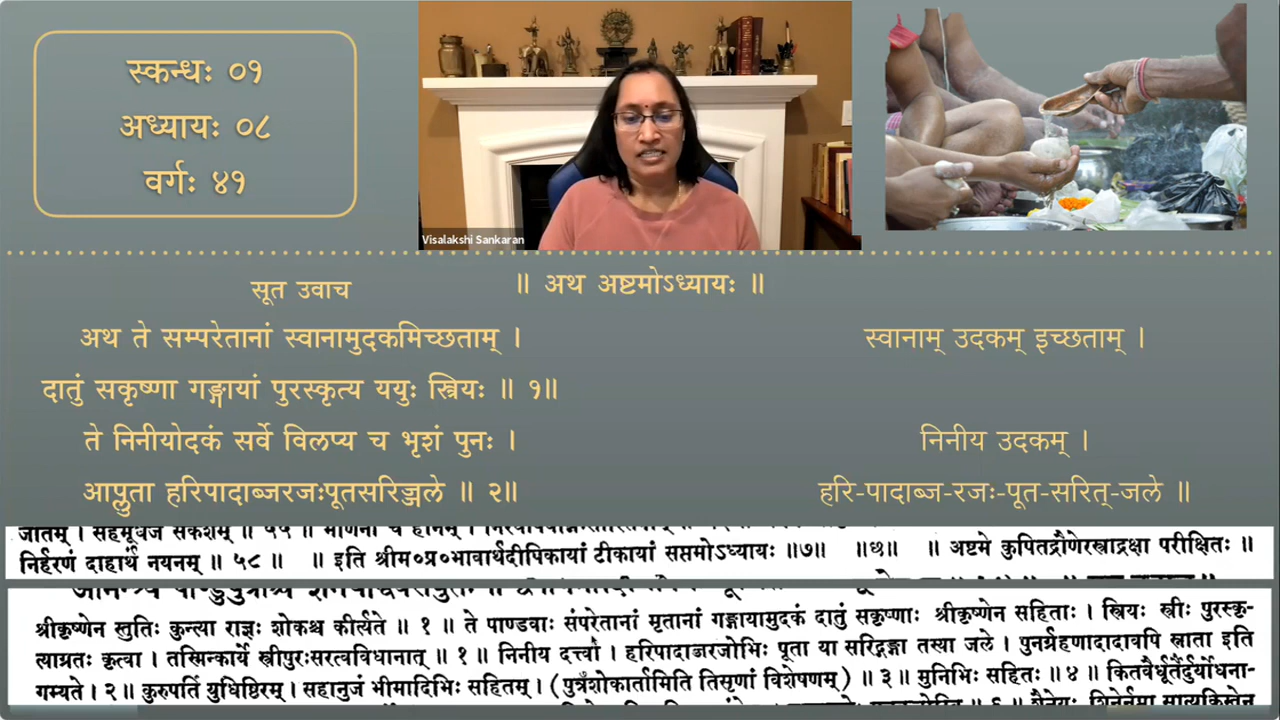 स्कन्धः ०१
अध्यायः ०८
वर्गः ४१
Visalakshi Sankaran
॥ अथ अष्टमोऽध्यायः ॥
सूत उवाच
अथ ते सम्परेतानां स्वानामुदकमिच्छताम् ।
स्वानाम् उदकम् इच्छताम् ।
दातुं सकृष्णा गङ्गायां पुरस्कृत्य ययुः स्त्रियः ॥ १॥
ते निनीयोदकं सर्वे विलप्य च भृशं पुनः ।
निनीय उदकम् ।
आप्लुता हरिपादाब्जरजःपूतसरिज्जले ॥ २॥
हरि-पादाब्ज-रजः-पूत-सरित्-जले ॥
निर्हरणं दाहार्थं नयनम् ॥ ५८ ॥ ॥ इति श्रीम०प्र०भावार्थदीपिकायां टीकायां सप्तमोऽध्यायः ॥७॥ ॥छ॥ ॥ अष्टमे कुपितद्रौणेरस्त्राद्रक्षा परीक्षितः ॥
श्रीकृष्णेन स्तुतिः कुन्त्या राज्ञः शोकश्च कीर्त्यते ॥ १ ॥ ते पाण्डवाः संपरेतानां मृतानां गङ्गायामुदकं दातुं सकृष्णाः श्रीकृष्णेन सहिताः । स्त्रियः स्त्रीः पुरस्कृ-
त्याग्रतः कृत्वा । तस्मिन्कार्ये स्त्रीपुरःसरत्वविधानात् ॥ १ ॥ निनीय दत्त्वा । हरिपादाब्जरजोभिः पूता या सरिद्गङ्गा तस्या जले । पुनर्ग्रहणादादावपि स्नाता इति
गम्यते । २ ॥ कुरुपतिं युधिष्ठिरम् । सहानुजं भीमादिभिः सहितम् । (पुत्रशोकार्तामिति तिसृणां विशेषणम्) ॥ ३ ॥ मुनिभिः सहितः ॥ ४ ॥ कितवैर्धूर्तैर्दुर्योधना-